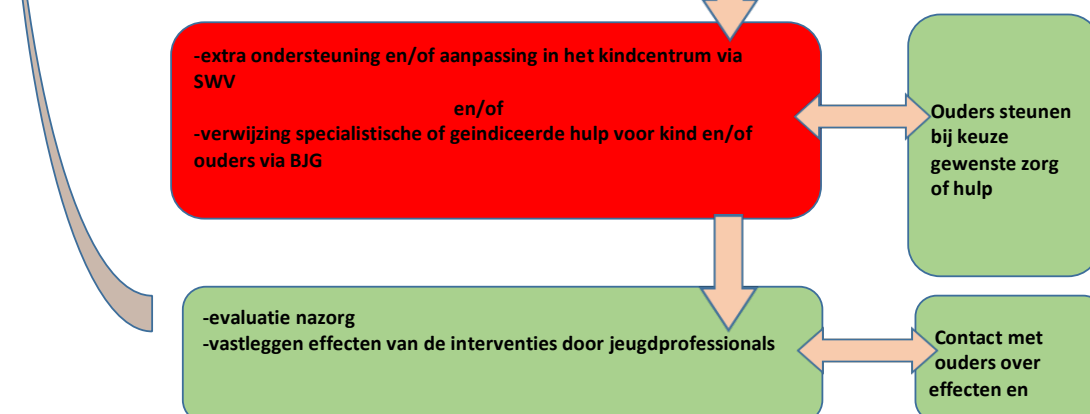 -extra ondersteuning en/of aanpassing in het kindcentrum via
SWV
en/of
-verwijzing specialistische of geindiceerde hulp voor kind en/of
ouders via BJG
Ouders steunen
bij keuze
gewenste zorg
of hulp
-evaluatie nazorg
-vastleggen effecten van de interventies door jeugdprofessionals
Contact met
ouders over
effecten en